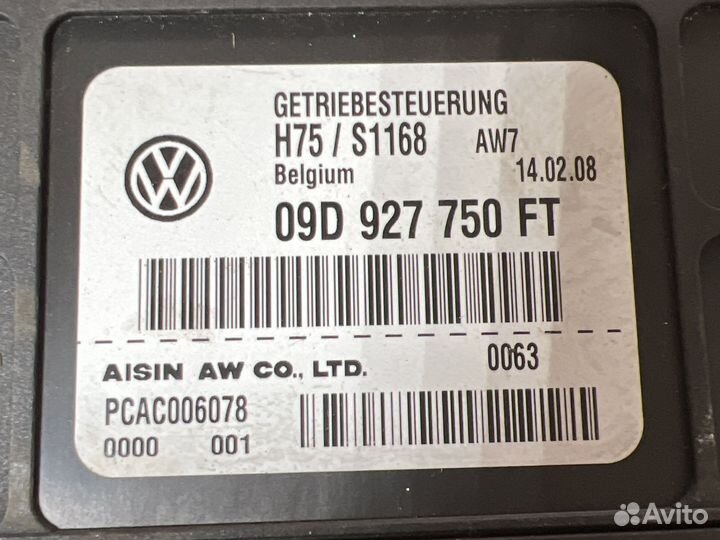 GETRIEBESTEUERUNG
H75 / S1168 AW7
Belgium 14.02.08
09D 927 750 FT
AISIN AW CO., LTD. 0063
PCAC006078
0000 001
Avito